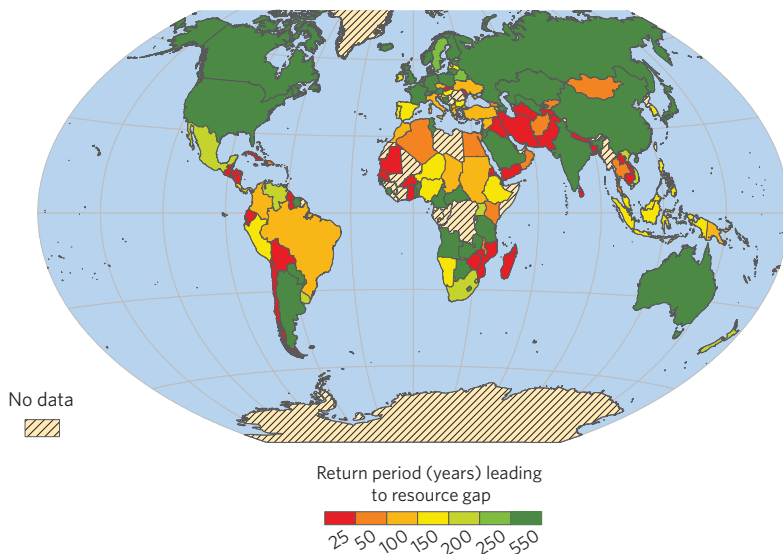 No data
Return period (years) leading
to resource gap
25 50 100 150 200 250 550